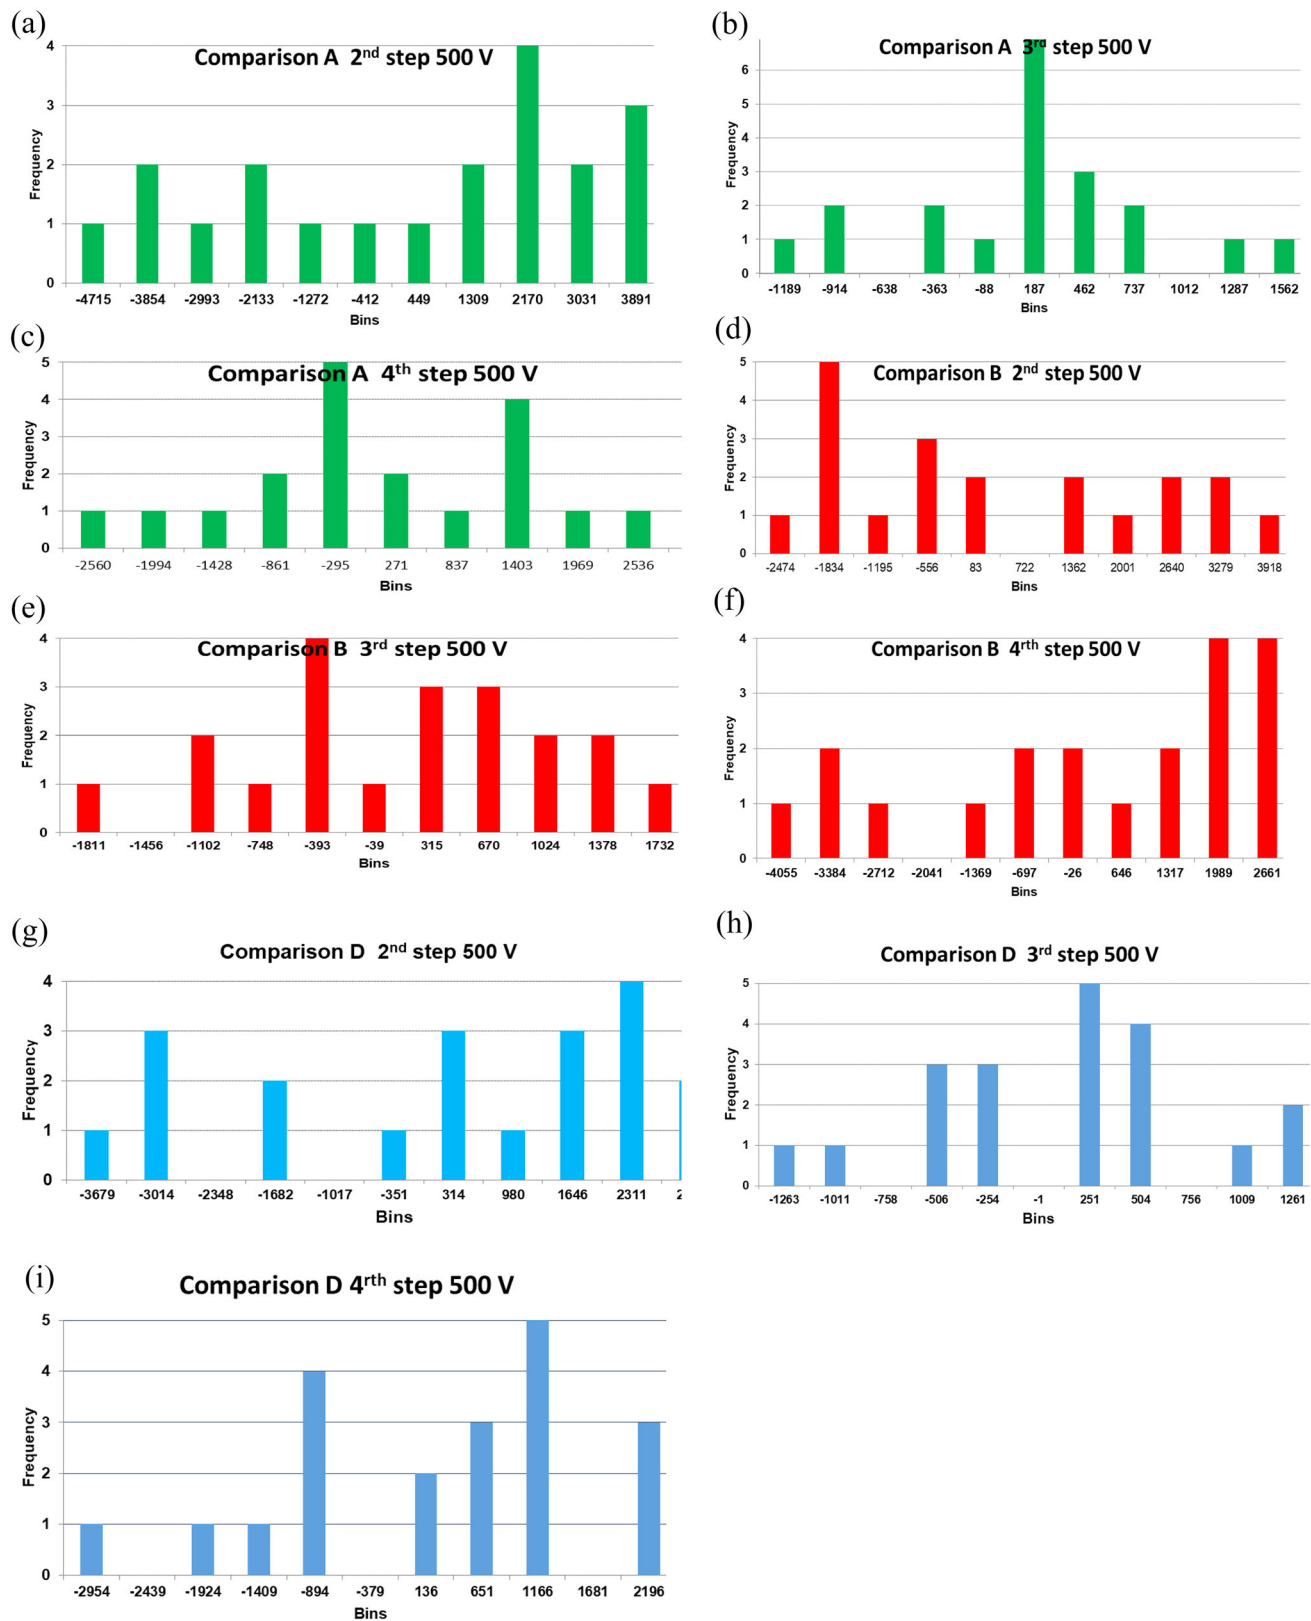 (a)
Comparison A 2nd step 500 V
Frequency
4
3
2
1
0
-4715 -3854 -2993 -2133 -1272 -412 449 1309 2170 3031 3891
Bins
(b)
Comparison A 3rd step 500 V
Frequency
6
5
4
3
2
1
0
-1189 -914 -638 -363 -88 187 462 737 1012 1287 1562
Bins
(c)
Comparison A 4th step 500 V
Frequency
5
4
3
2
1
0
-2560 -1994 -1428 -861 -295 271 837 1403 1969 2536
Bins
(d)
Comparison B 2nd step 500 V
Frequency
5
4
3
2
1
0
-2474 -1834 -1195 -556 83 722 1362 2001 2640 3279 3918
Bins
(e)
Comparison B 3rd step 500 V
Frequency
4
3
2
1
0
-1811 -1456 -1102 -748 -393 -39 315 670 1024 1378 1732
Bins
(f)
Comparison B 4rth step 500 V
Frequency
4
3
2
1
0
-4055 -3384 -2712 -2041 -1369 -697 -26 646 1317 1989 2661
Bins
(g)
Comparison D 2nd step 500 V
Frequency
4
3
2
1
0
-3679 -3014 -2348 -1682 -1017 -351 314 980 1646 2311
Bins
(h)
Comparison D 3rd step 500 V
Frequency
5
4
3
2
1
0
-1263 -1011 -758 -506 -254 -1 251 504 756 1009 1261
Bins
(i)
Comparison D 4rth step 500 V
Frequency
5
4
3
2
1
0
-2954 -2439 -1924 -1409 -894 -379 136 651 1166 1681 2196
Bins